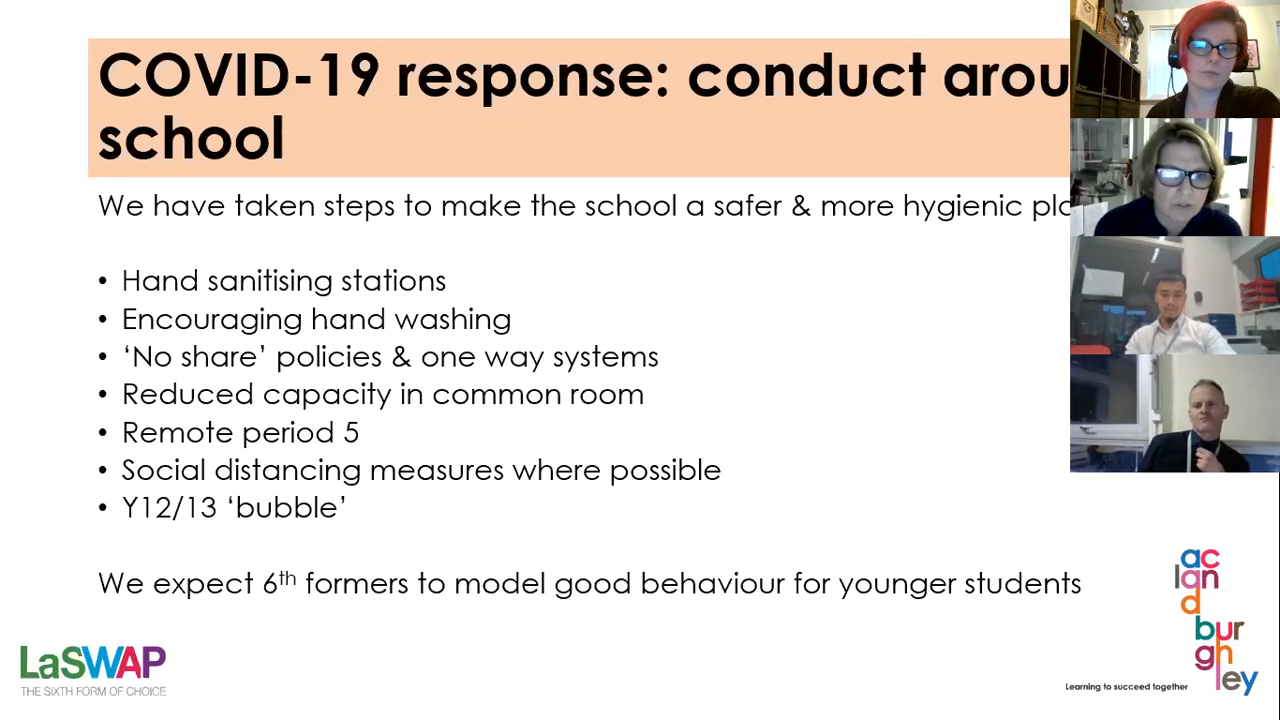 COVID-19 response: conduct arou
school
We have taken steps to make the school a safer & more hygienic pla
• Hand sanitising stations
• Encouraging hand washing
• ‘No share’ policies & one way systems
• Reduced capacity in common room
• Remote period 5
• Social distancing measures where possible
• Y12/13 ‘bubble’
We expect 6th formers to model good behaviour for younger students
LaSWAP
THE SIXTH FORM OF CHOICE
ac
lan
d
bur
gh
ley
Learning to succeed together